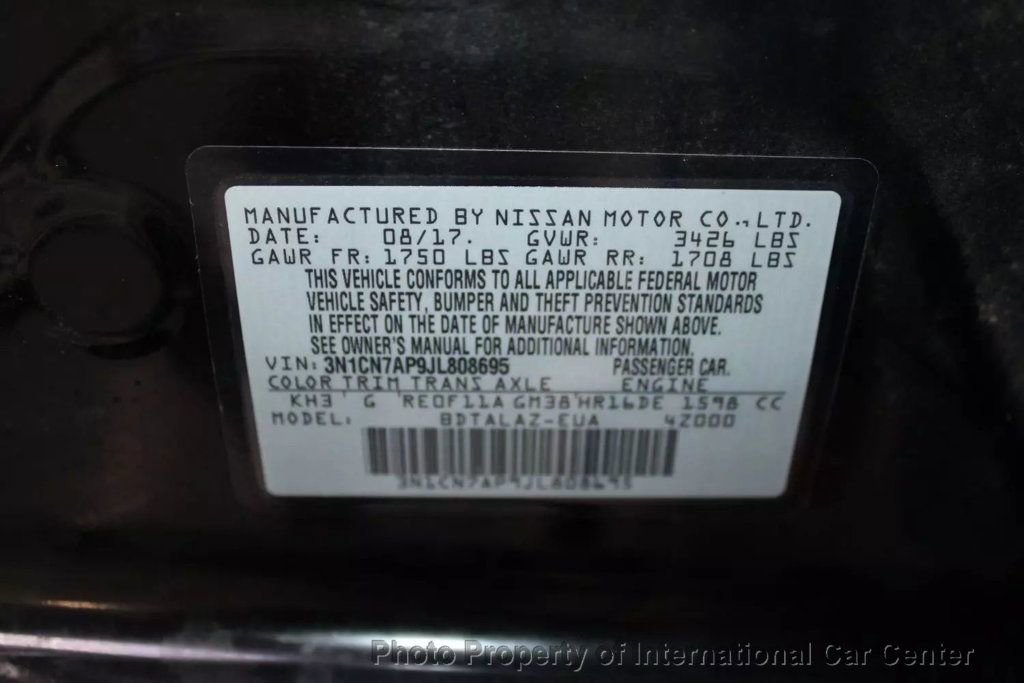 MANUFACTURED BY NISSAN MOTOR CO.,LTD.
DATE: 08/17. GVWR: 3426 LBS
GAWR FR: 1750 LBS GAWR RR: 1708 LBS
THIS VEHICLE CONFORMS TO ALL APPLICABLE FEDERAL MOTOR
VEHICLE SAFETY, BUMPER AND THEFT PREVENTION STANDARDS
IN EFFECT ON THE DATE OF MANUFACTURE SHOWN ABOVE.
SEE OWNER'S MANUAL FOR ADDITIONAL INFORMATION.
VIN: 3N1CN7AP9JL808695 PASSENGER CAR.
COLOR TRIM TRANS AXLE ENGINE
KH3 G RE0F11A GM38 HR16DE 1598 CC
MODEL: BDTALAZ-EUA 42000
3N1CN7AP9JL808695
Photo Property of International Car Center